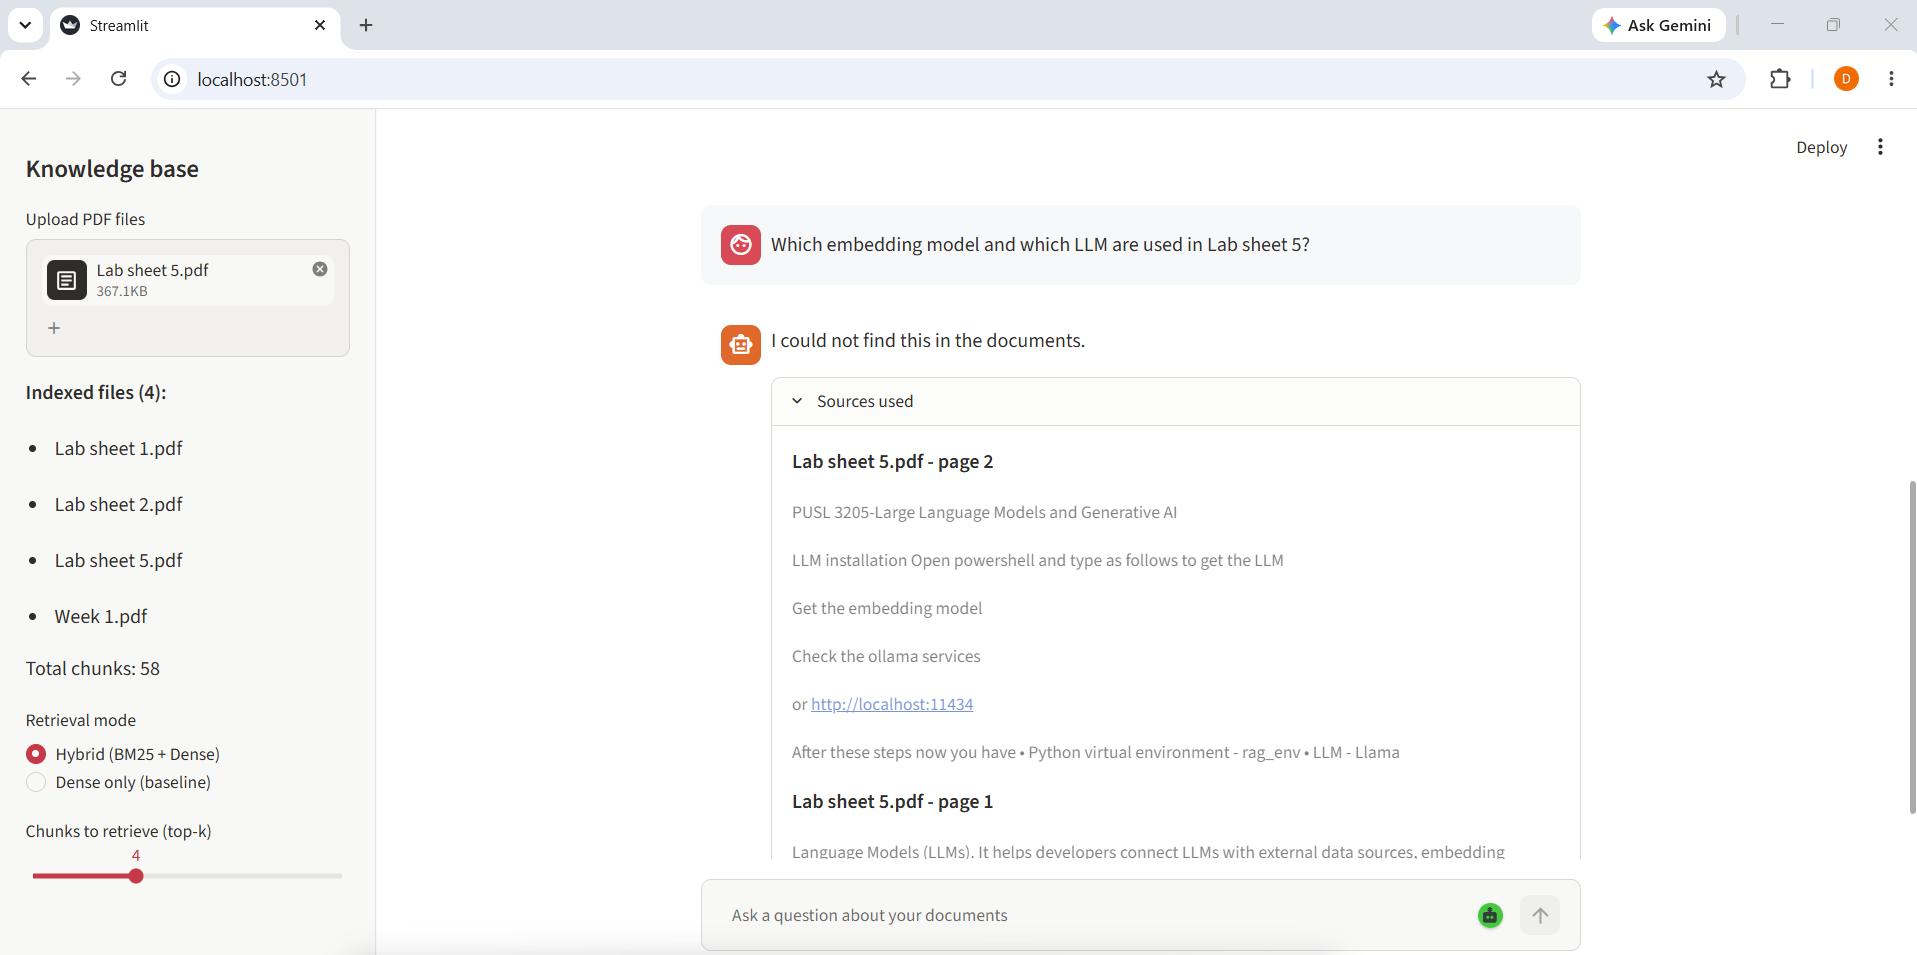 Streamlit
Ask Gemini
localhost:8501
D
Deploy
Knowledge base
Upload PDF files
Lab sheet 5.pdf
367.1KB
Indexed files (4):
Lab sheet 1.pdf
Lab sheet 2.pdf
Lab sheet 5.pdf
Week 1.pdf
Total chunks: 58
Retrieval mode
Hybrid (BM25 + Dense)
Dense only (baseline)
Chunks to retrieve (top-k)
4
Which embedding model and which LLM are used in Lab sheet 5?
I could not find this in the documents.
Sources used
Lab sheet 5.pdf - page 2
PUSL 3205-Large Language Models and Generative AI
LLM installation Open powershell and type as follows to get the LLM
Get the embedding model
Check the ollama services
or http://localhost:11434
After these steps now you have • Python virtual environment - rag_env • LLM - Llama
Lab sheet 5.pdf - page 1
Language Models (LLMs). It helps developers connect LLMs with external data sources, embedding
Ask a question about your documents